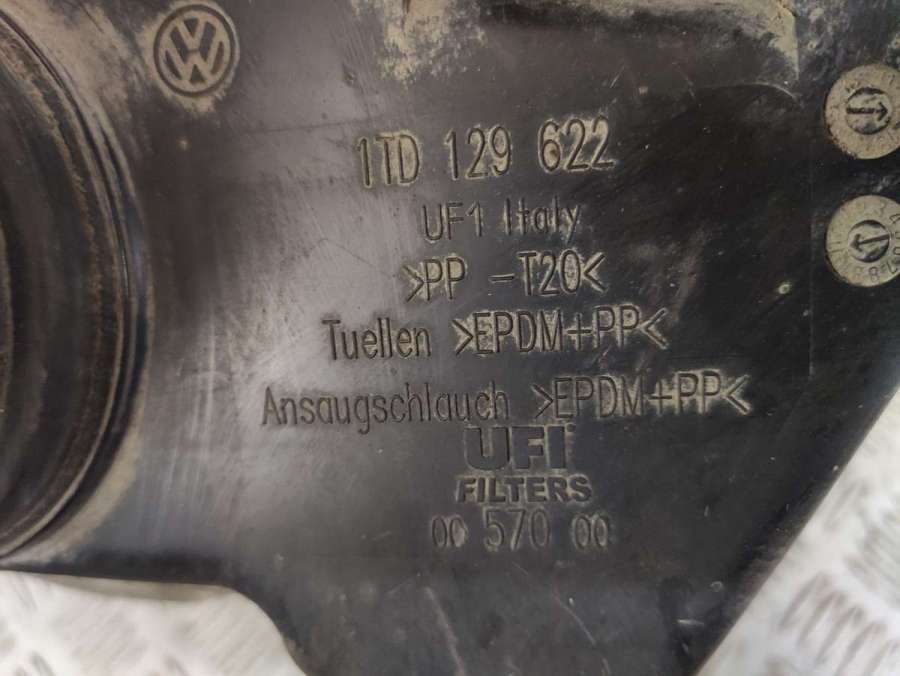 1TD 129 622
UF1 Italy
>PP -T20<
Tuellen >EPDM+PP<
Ansaugschlauch >EPDM+PP<
UFI
FILTERS
00 570 00